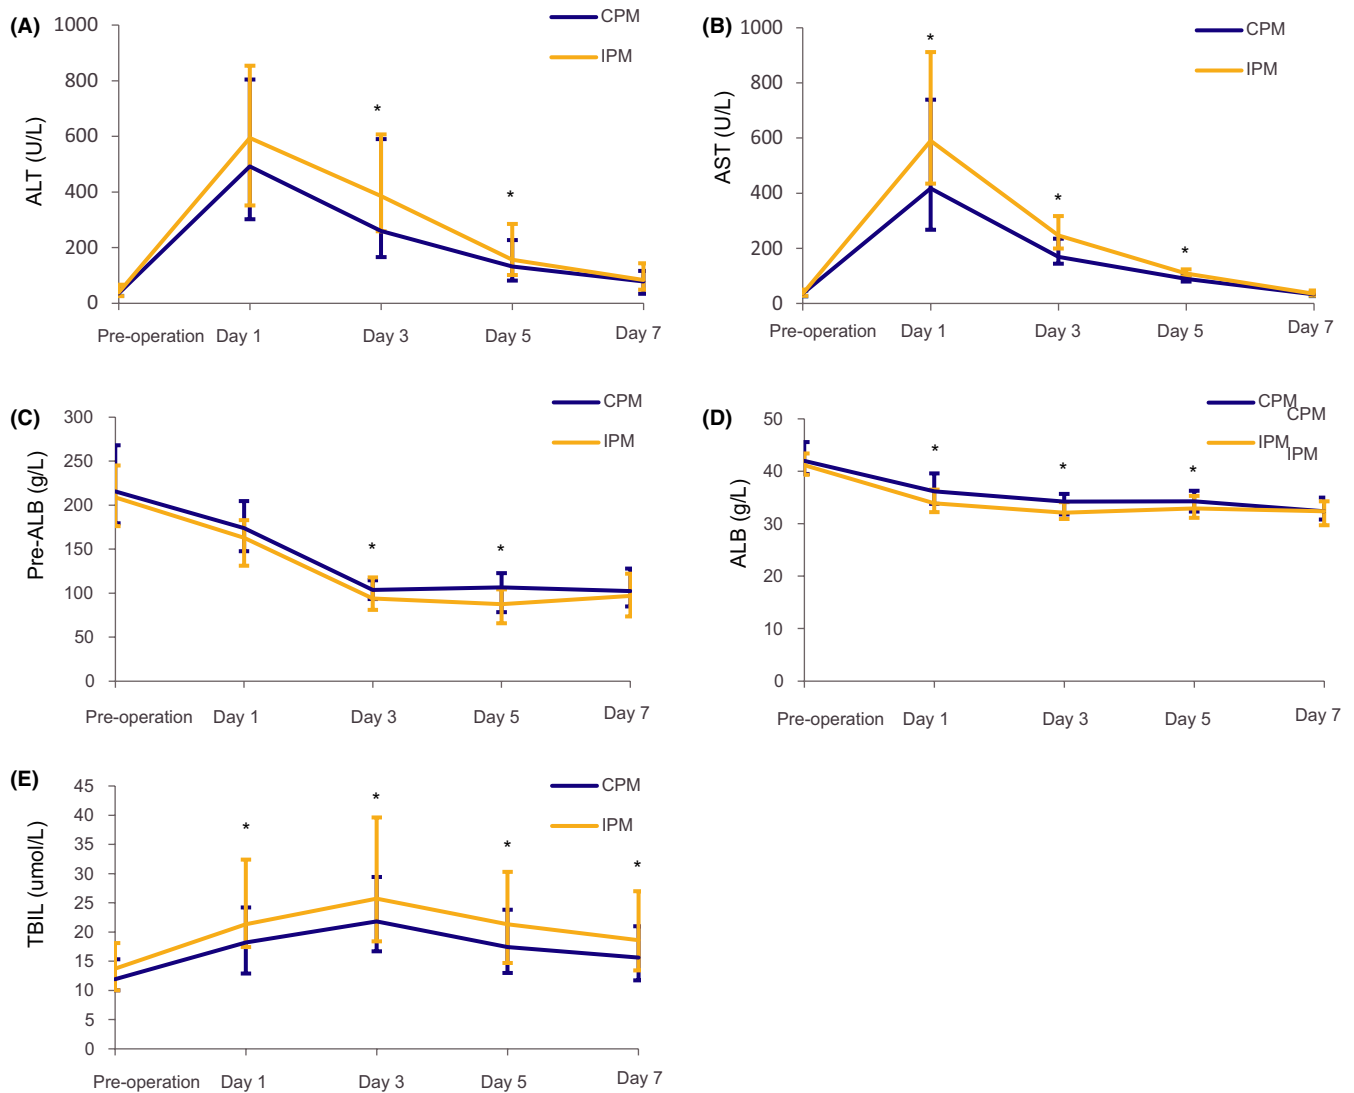 (A)
ALT (U/L)
1000
800
600
400
200
0
CPM
IPM
*
*
Pre-operation Day 1 Day 3 Day 5 Day 7
(B)
AST (U/L)
1000
800
600
400
200
0
CPM
IPM
*
*
*
Pre-operation Day 1 Day 3 Day 5 Day 7
(C)
Pre-ALB (g/L)
300
250
200
150
100
50
0
CPM
IPM
*
*
Pre-operation Day 1 Day 3 Day 5 Day 7
(D)
ALB (g/L)
50
40
30
20
10
0
CPM
CPM
IPM
IPM
*
*
*
Pre-operation Day 1 Day 3 Day 5 Day 7
(E)
TBIL (umol/L)
45
40
35
30
25
20
15
10
5
0
CPM
IPM
*
*
*
*
Pre-operation Day 1 Day 3 Day 5 Day 7